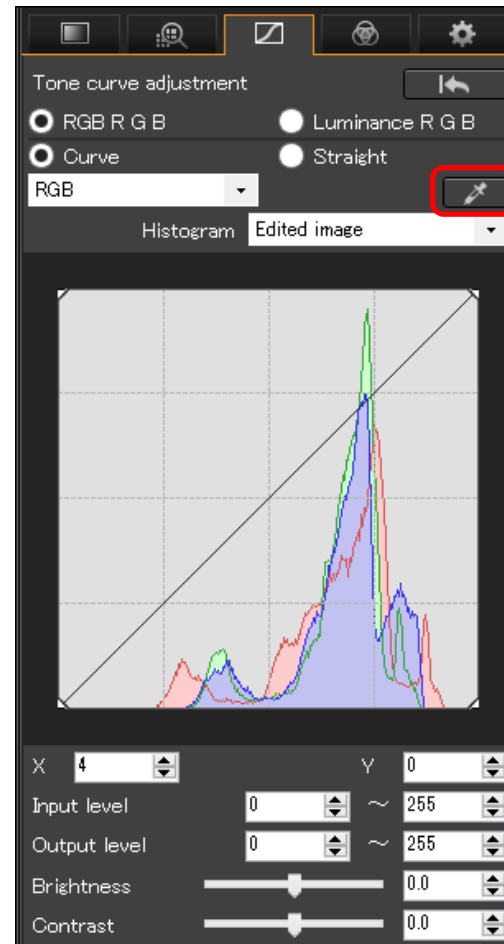 Tone curve adjustment
RGB R G B Luminance R G B
Curve Straight
RGB
Histogram Edited image
X 4 Y 0
Input level 0 ~ 255
Output level 0 ~ 255
Brightness 0.0
Contrast 0.0